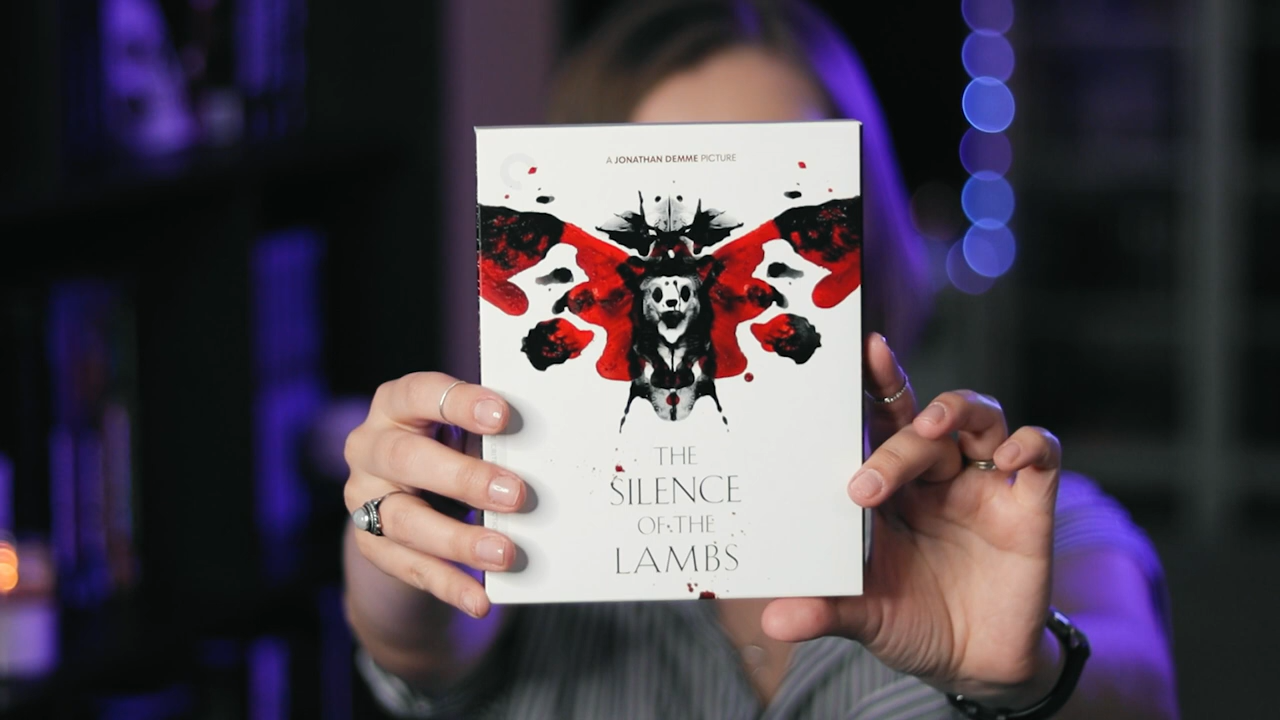 A JONATHAN DEMME PICTURE
THE
SILENCE
OF THE
LAMBS